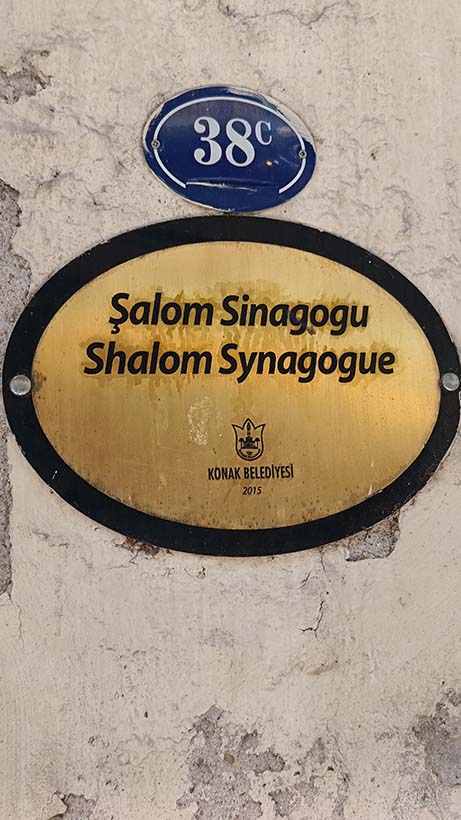 38C
Şalom Sinagogu
Shalom Synagogue
KONAK BELEDİYESİ
2015